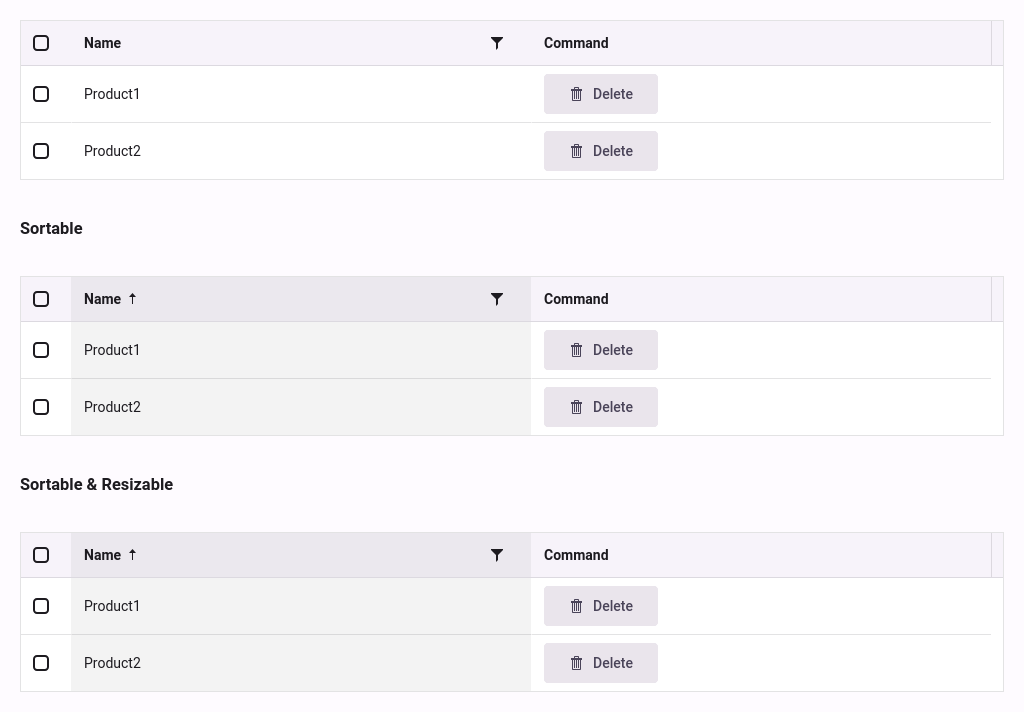 Name Command
Product1 Delete
Product2 Delete
Sortable
Name Command
Product1 Delete
Product2 Delete
Sortable & Resizable
Name Command
Product1 Delete
Product2 Delete